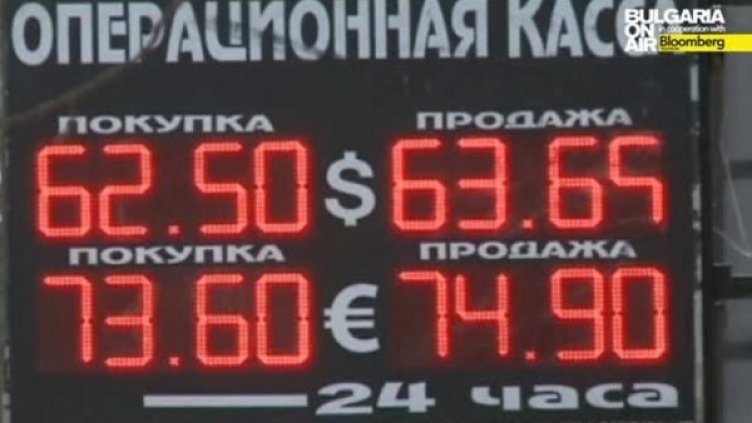 ОПЕРАЦИОННАЯ КАСС
BULGARIA
ON
AIR
in cooperation with
Bloomberg
ПОКУПКА ПРОДАЖА
62.50 $ 63.65
ПОКУПКА ПРОДАЖА
73.60 € 74.90
24 часа